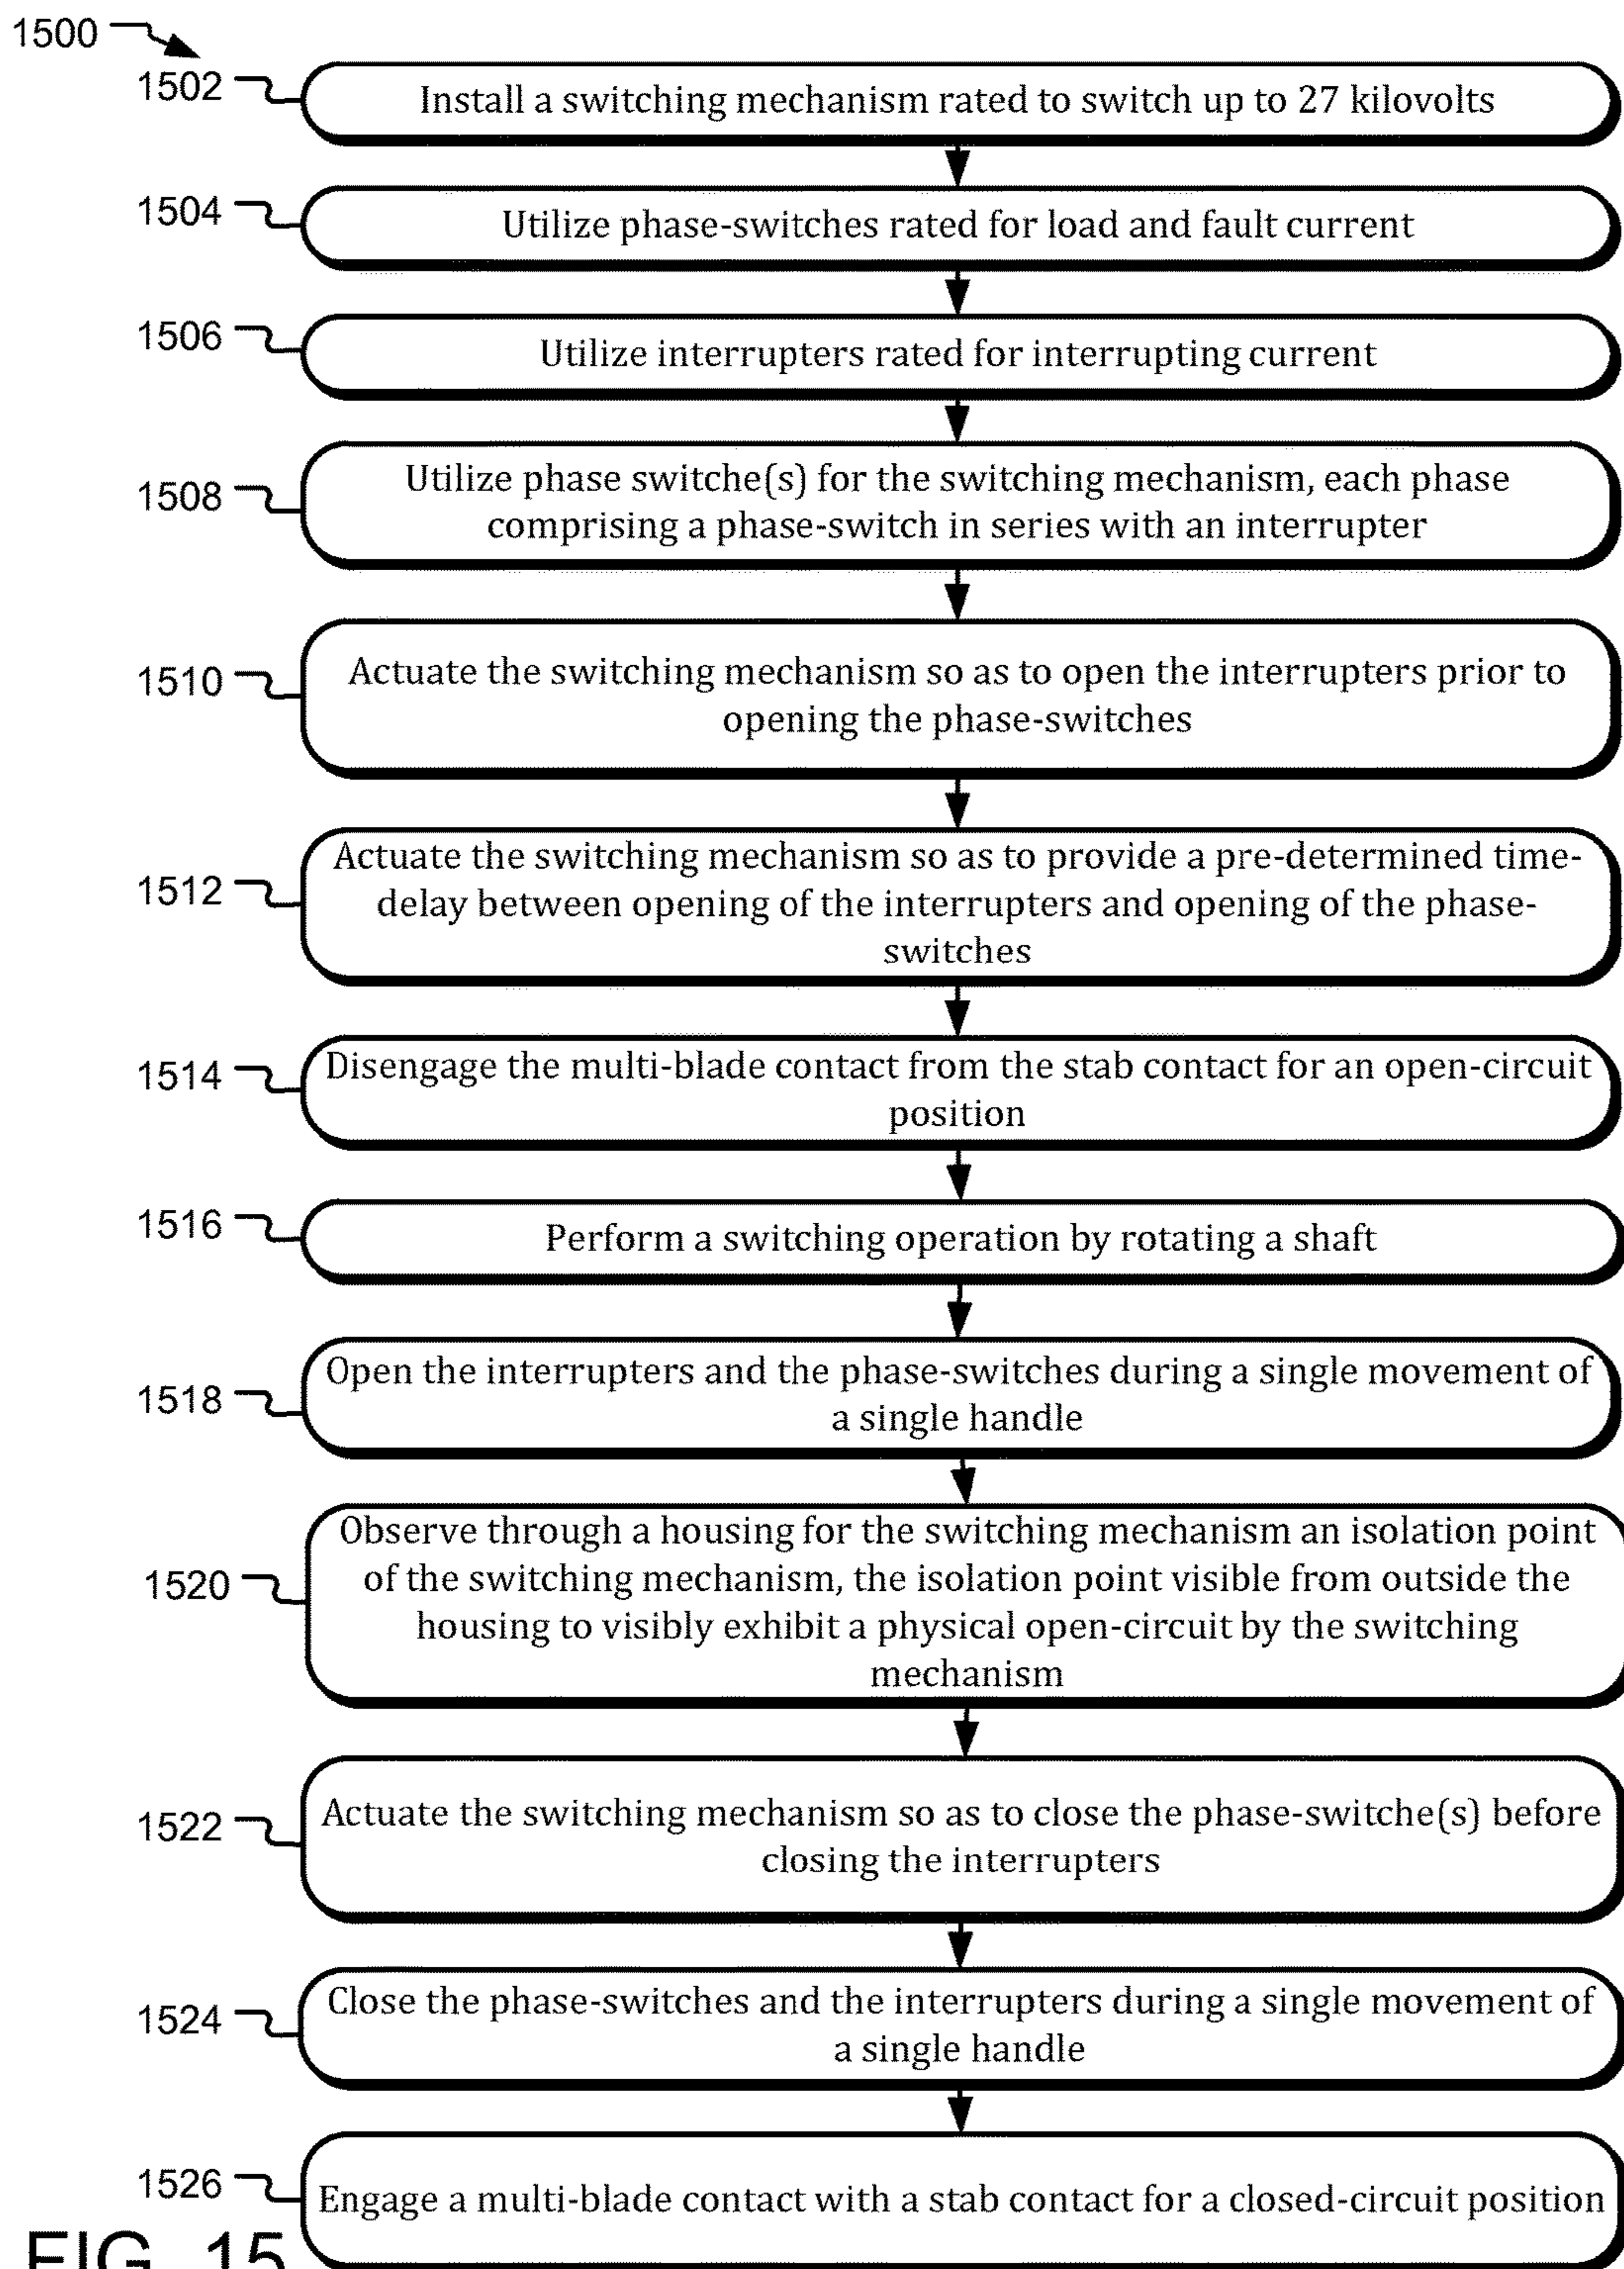 1500
1502
Install a switching mechanism rated to switch up to 27 kilovolts
1504
Utilize phase-switches rated for load and fault current
1506
Utilize interrupters rated for interrupting current
1508
Utilize phase switche(s) for the switching mechanism, each phase
comprising a phase-switch in series with an interrupter
1510
Actuate the switching mechanism so as to open the interrupters prior to
opening the phase-switches
1512
Actuate the switching mechanism so as to provide a pre-determined time-
delay between opening of the interrupters and opening of the phase-
switches
1514
Disengage the multi-blade contact from the stab contact for an open-circuit
position
1516
Perform a switching operation by rotating a shaft
1518
Open the interrupters and the phase-switches during a single movement of
a single handle
1520
Observe through a housing for the switching mechanism an isolation point
of the switching mechanism, the isolation point visible from outside the
housing to visibly exhibit a physical open-circuit by the switching
mechanism
1522
Actuate the switching mechanism so as to close the phase-switche(s) before
closing the interrupters
1524
Close the phase-switches and the interrupters during a single movement of
a single handle
1526
Engage a multi-blade contact with a stab contact for a closed-circuit position
FIG. 15